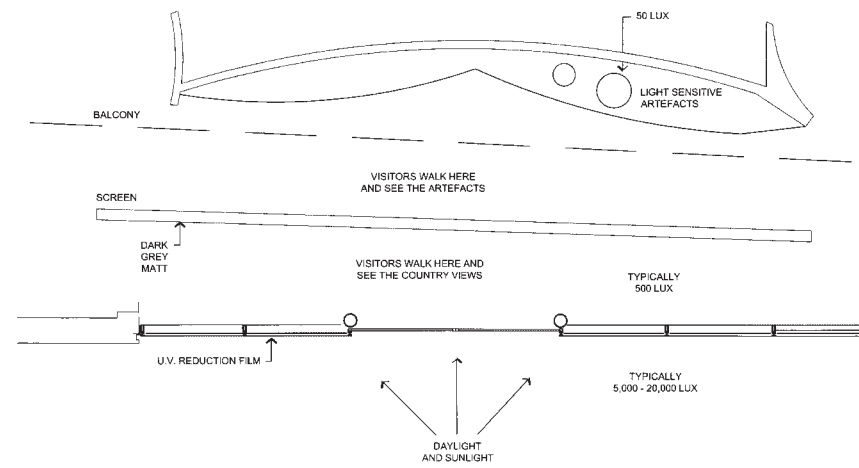 50 LUX
LIGHT SENSITIVE
ARTEFACTS
BALCONY
VISITORS WALK HERE
AND SEE THE ARTEFACTS
SCREEN
DARK
GREY
MATT
VISITORS WALK HERE AND
SEE THE COUNTRY VIEWS
TYPICALLY
500 LUX
U.V. REDUCTION FILM
TYPICALLY
5,000 - 20,000 LUX
DAYLIGHT
AND SUNLIGHT